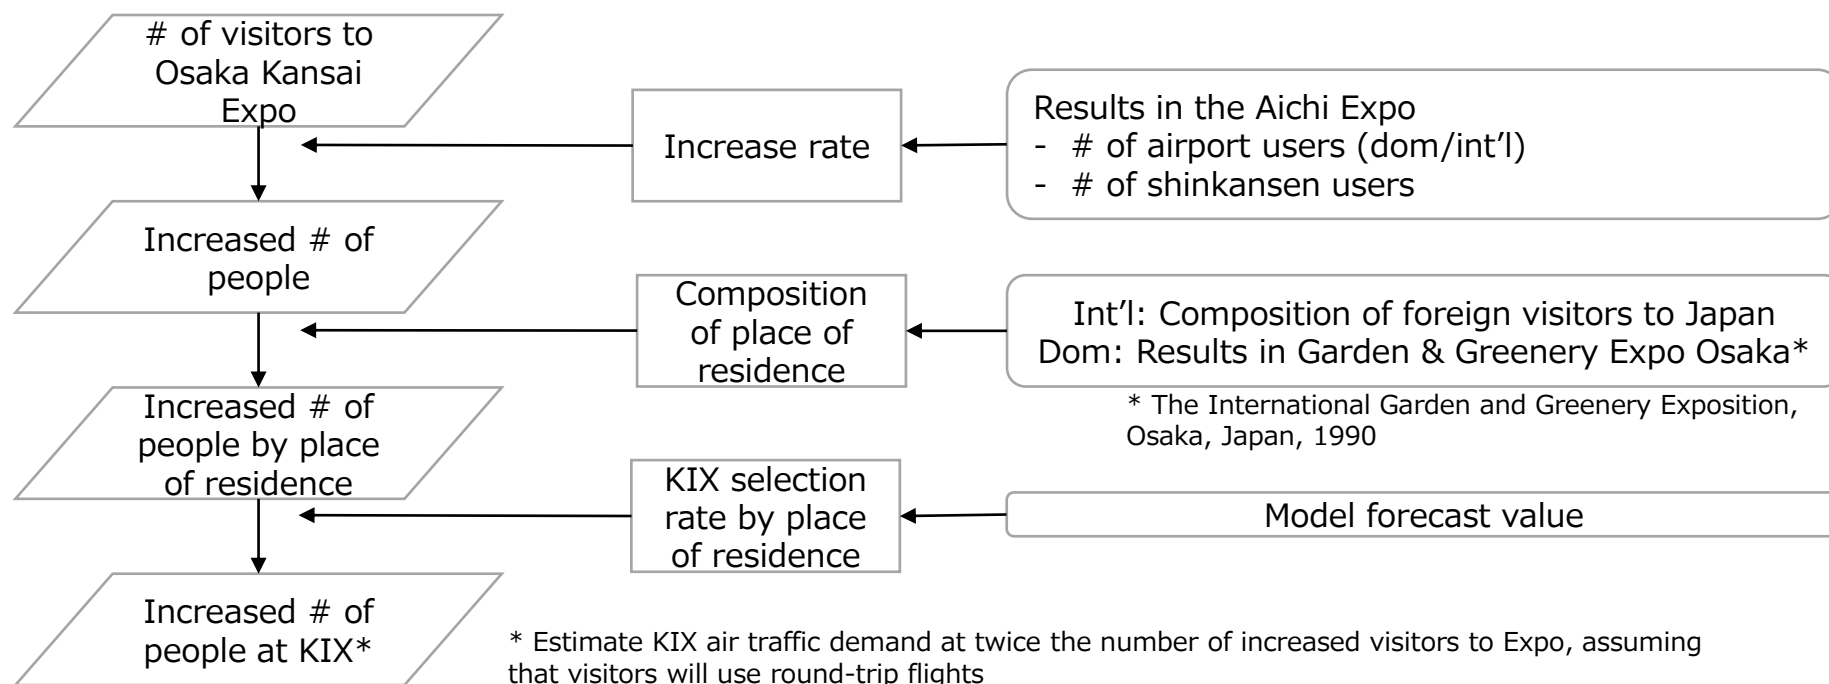 # of visitors to
Osaka Kansai
Expo
Increase rate
Results in the Aichi Expo
- # of airport users (dom/int’l)
- # of shinkansen users
Increased # of
people
Composition
of place of
residence
Int’l: Composition of foreign visitors to Japan
Dom: Results in Garden & Greenery Expo Osaka*
* The International Garden and Greenery Exposition,
Osaka, Japan, 1990
Increased # of
people by place
of residence
KIX selection
rate by place
of residence
Model forecast value
Increased # of
people at KIX*
* Estimate KIX air traffic demand at twice the number of increased visitors to Expo, assuming
that visitors will use round-trip flights